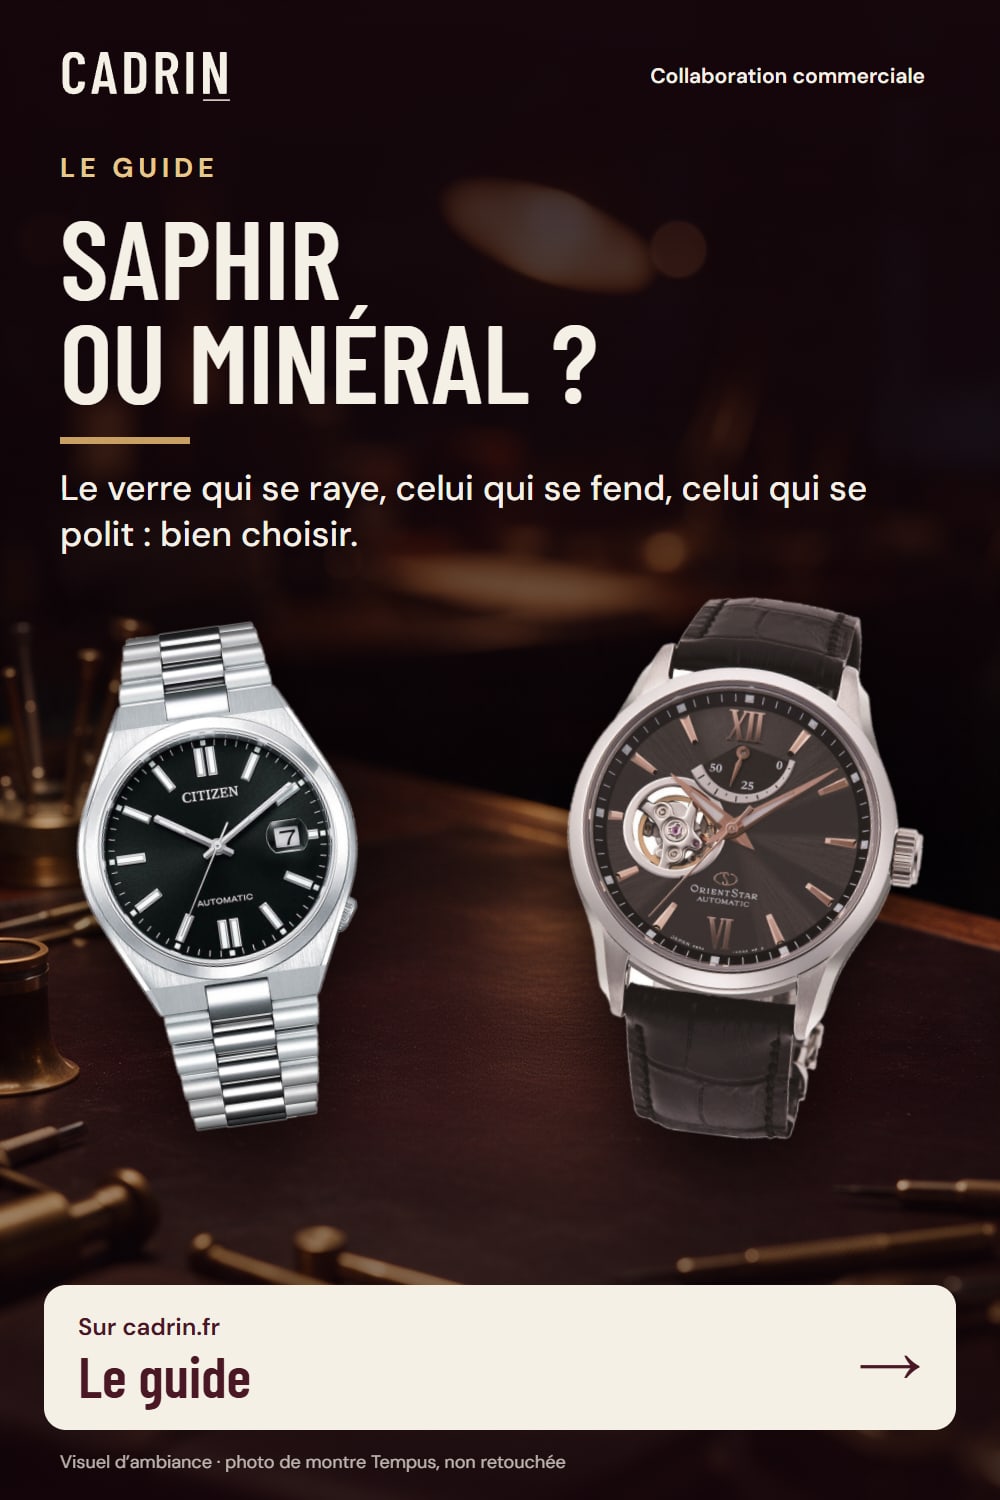 CADRIN
Collaboration commerciale
LE GUIDE
SAPHIR
OU MINÉRAL ?
Le verre qui se raye, celui qui se fend, celui qui se
polit : bien choisir.
CITIZEN
7
AUTOMATIC
XII
50
0
25
ORIENTSTAR
AUTOMATIC
VI
Sur cadrin.fr
Le guide
Visuel d’ambiance · photo de montre Tempus, non retouchée